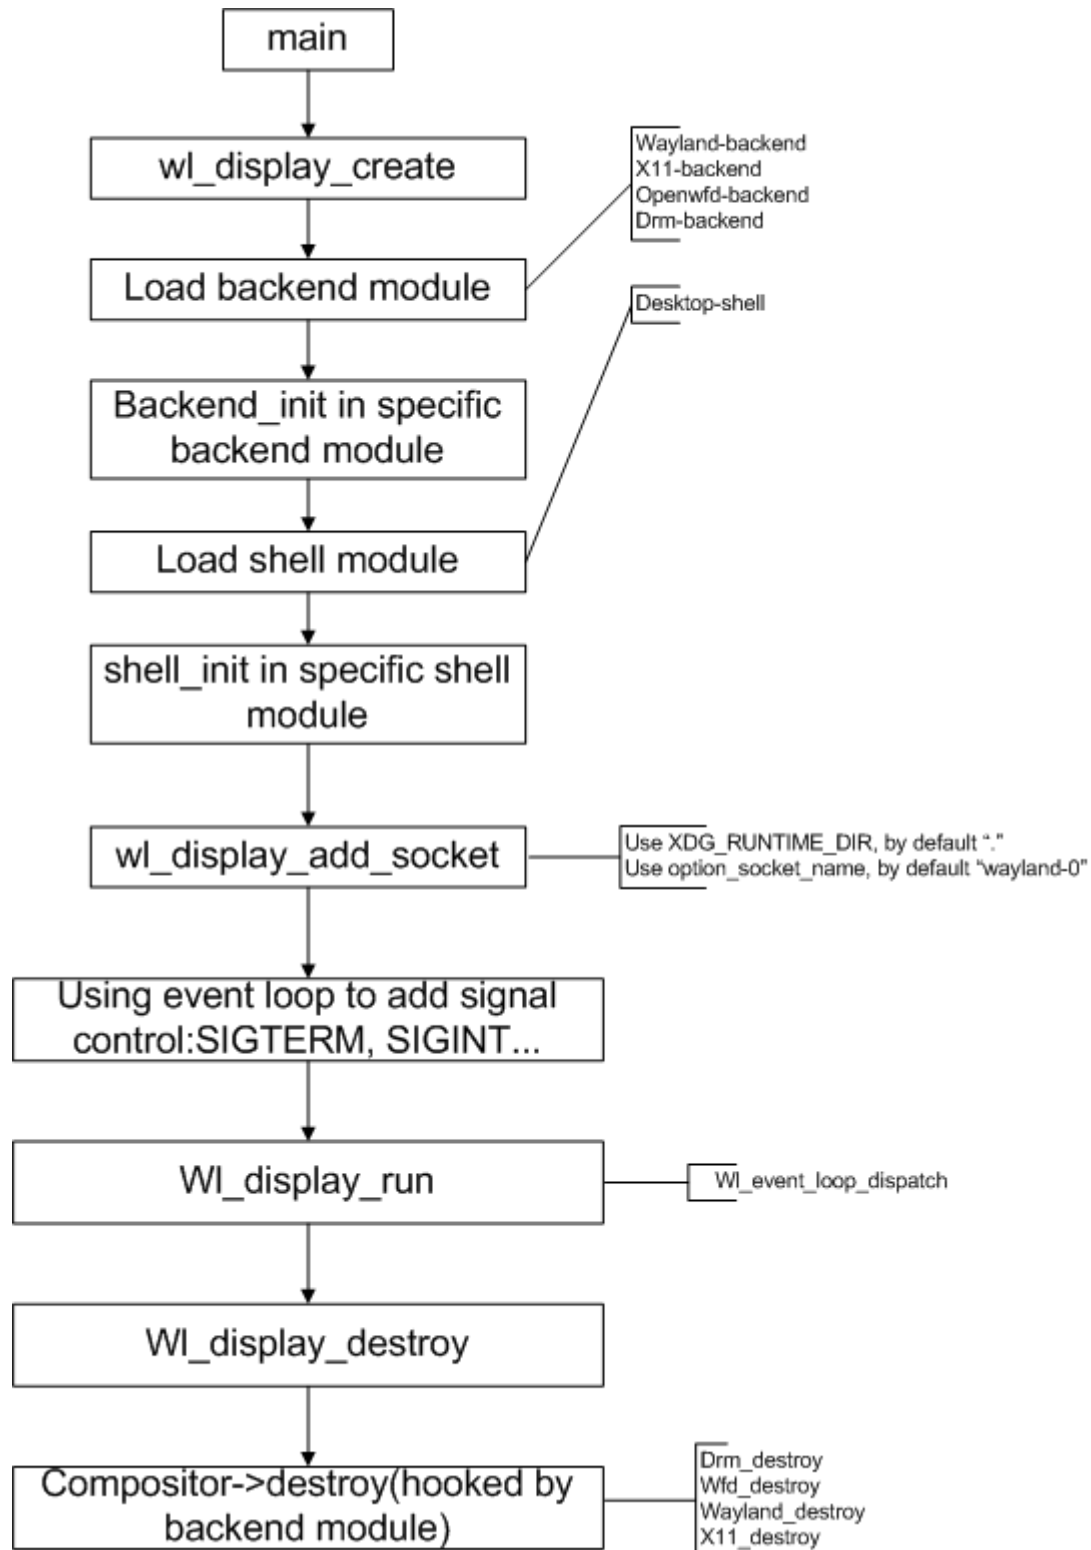 main
wl_display_create
Wayland-backend
X11-backend
Openwfd-backend
Drm-backend
Load backend module
Desktop-shell
Backend_init in specific
backend module
Load shell module
shell_init in specific shell
module
wl_display_add_socket
Use XDG_RUNTIME_DIR, by default “.”
Use option_socket_name, by default “wayland-0”
Using event loop to add signal
control:SIGTERM, SIGINT...
Wl_display_run
Wl_event_loop_dispatch
Wl_display_destroy
Compositor->destroy(hooked by
backend module)
Drm_destroy
Wfd_destroy
Wayland_destroy
X11_destroy